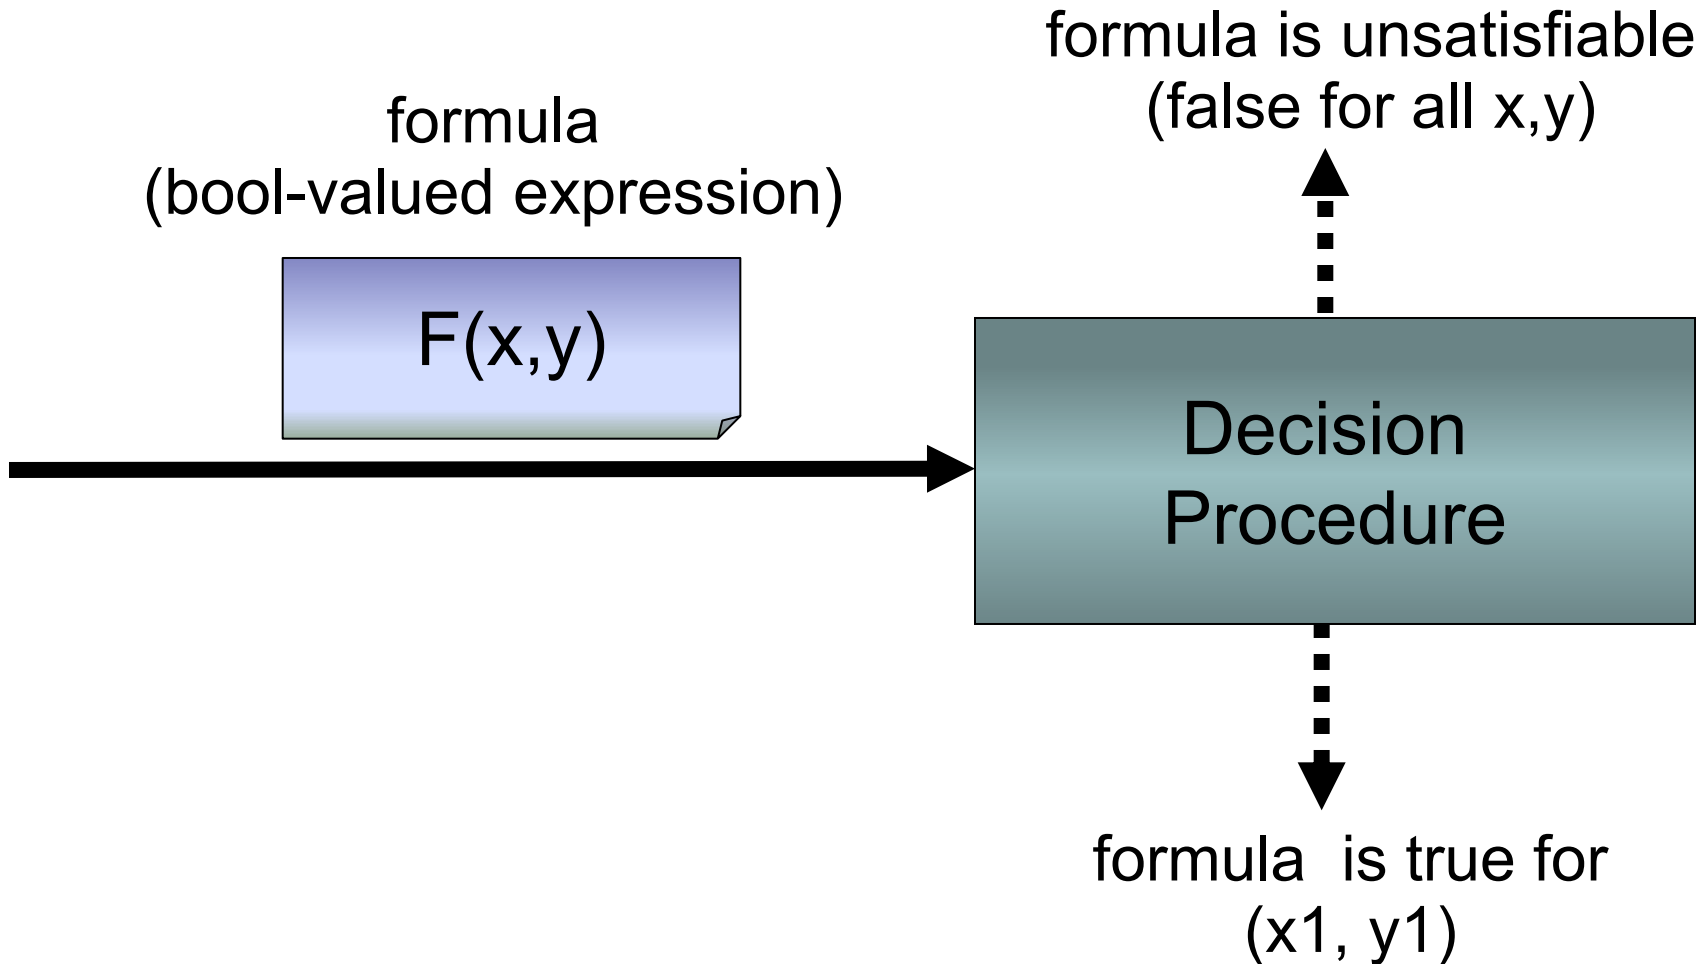 formula is unsatisfiable
(false for all x,y)
formula
(bool-valued expression)
F(x,y)
Decision
Procedure
formula  is true for
(x1, y1)